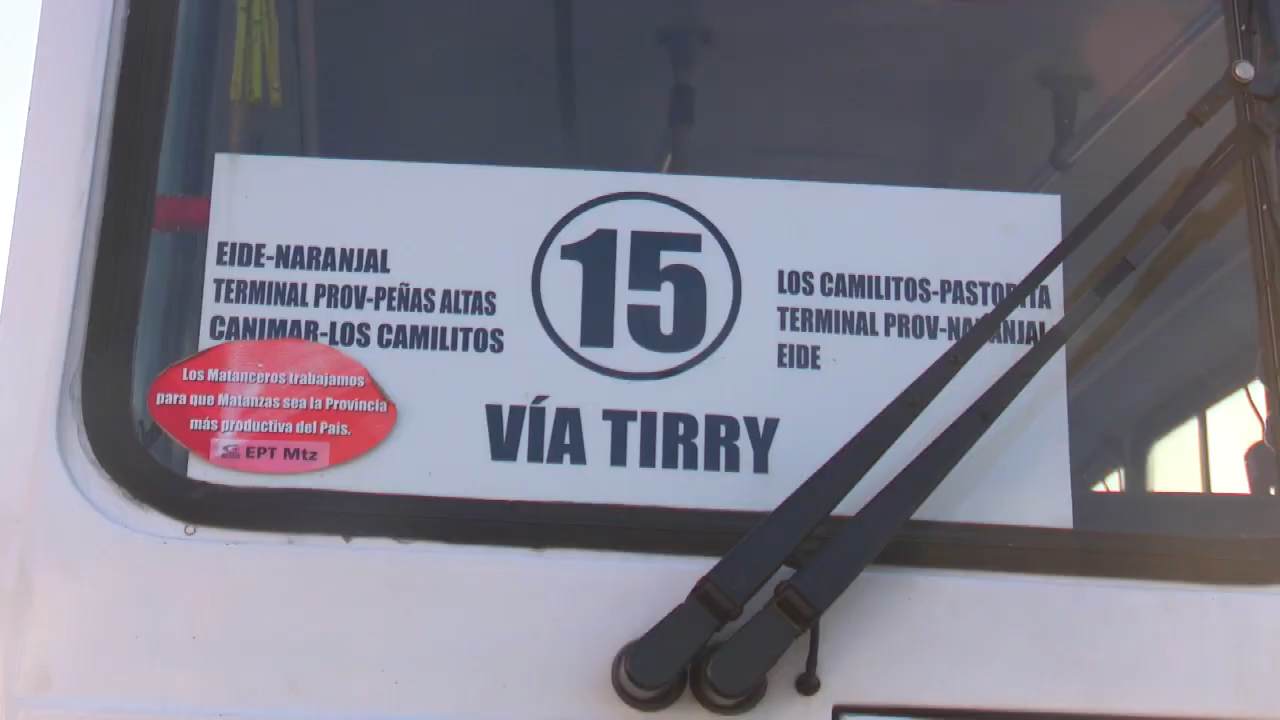 EIDE-NARANJAL
TERMINAL PROV-PEÑAS ALTAS
CANIMAR-LOS CAMILITOS
15
VÍA TIRRY
LOS CAMILITOS-PASTORITA
TERMINAL PROV-NARANJAL
EIDE
Los Matanceros trabajamos
para que Matanzas sea la Provincia
más productiva del País.
EPT Mtz